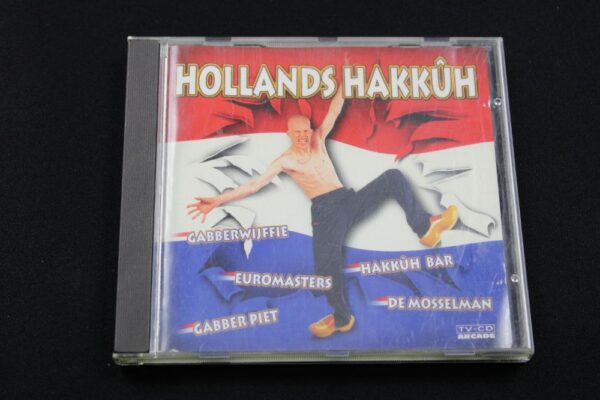 HOLLANDS HAKKÛH
GABBERWIJFFIE
EUROMASTERS
HAKKÛH BAR
GABBER PIET
DE MOSSELMAN
TV-CD
ARCADE